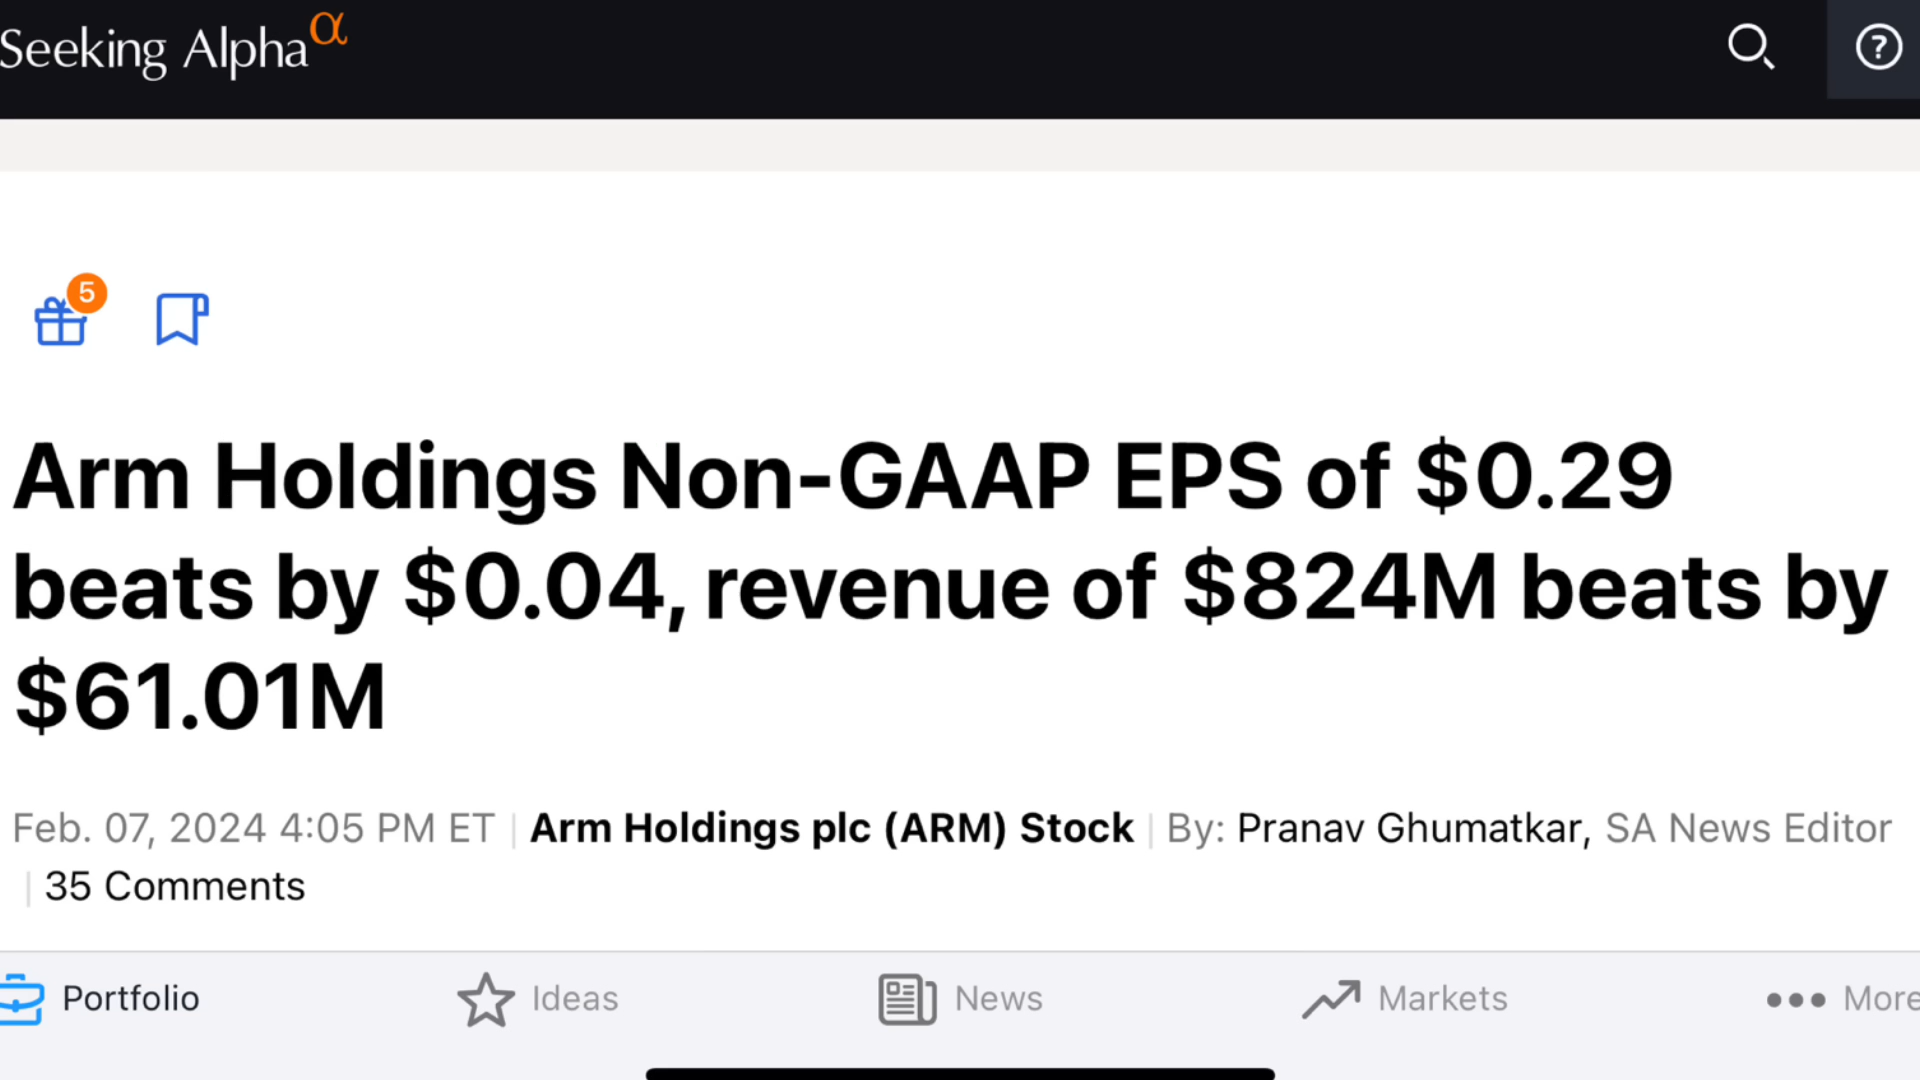 Seeking Alpha α
5
Arm Holdings Non-GAAP EPS of $0.29
beats by $0.04, revenue of $824M beats by
$61.01M
Feb. 07, 2024 4:05 PM ET | Arm Holdings plc (ARM) Stock | By: Pranav Ghumatkar, SA News Editor
| 35 Comments
Portfolio Ideas News Markets More